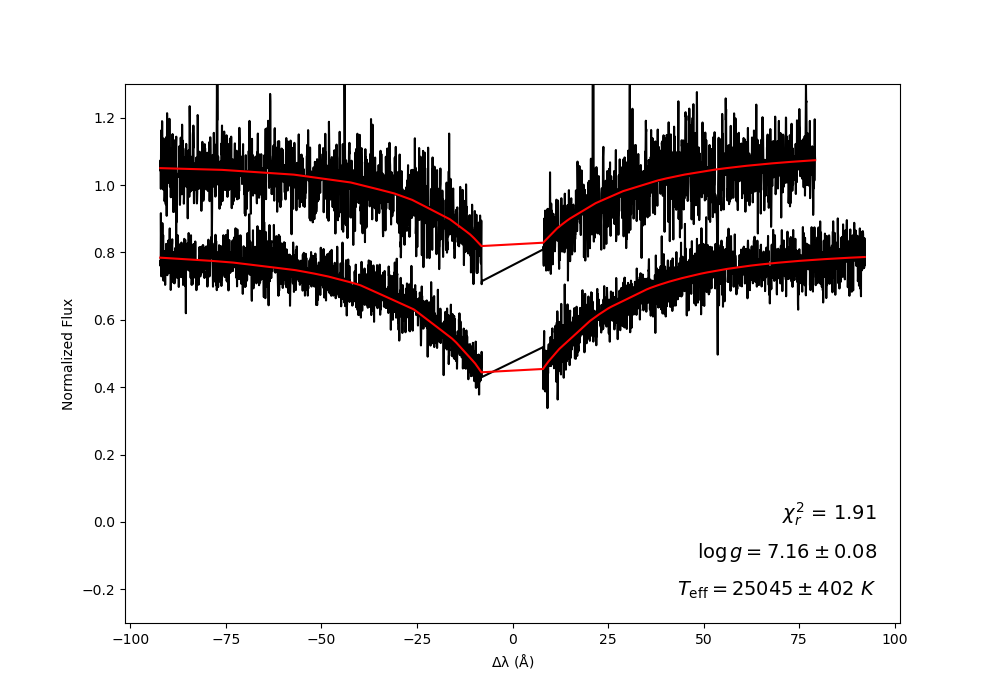 1.2
1.0
0.8
0.6
0.4
0.2
0.0
−0.2
Normalized Flux
χ²ᵣ = 1.91
log g = 7.16 ± 0.08
T_eff = 25045 ± 402 K
−100 −75 −50 −25 0 25 50 75 100
Δλ (Å)